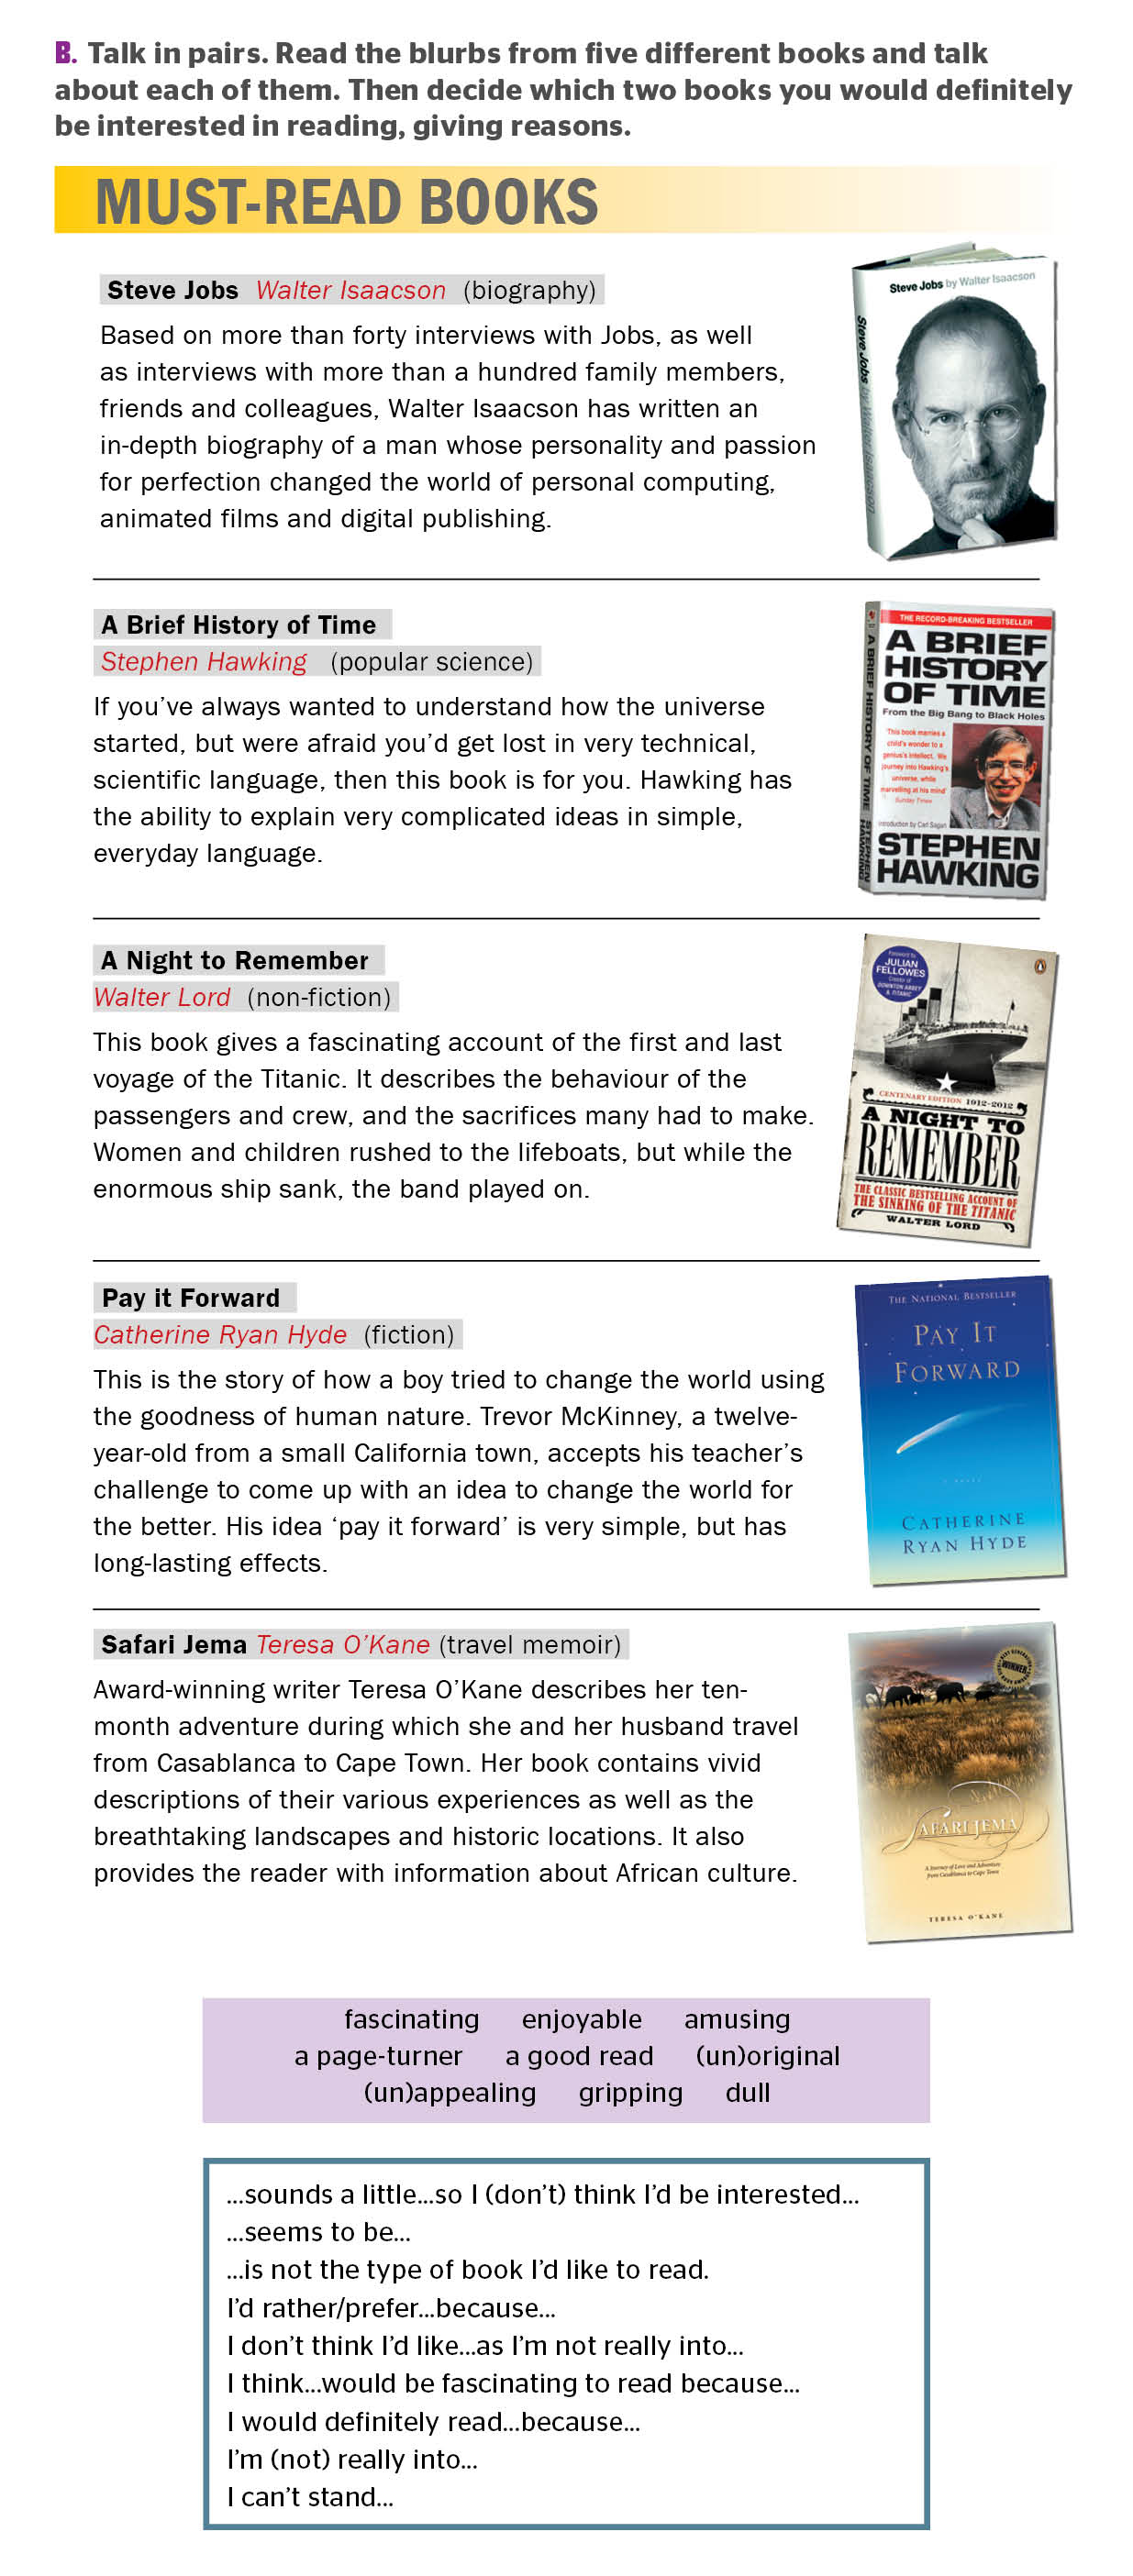 B. Talk in pairs. Read the blurbs from five different books and talk
about each of them. Then decide which two books you would definitely
be interested in reading, giving reasons.
MUST-READ BOOKS
Steve Jobs Walter Isaacson (biography)
Based on more than forty interviews with Jobs, as well
as interviews with more than a hundred family members,
friends and colleagues, Walter Isaacson has written an
in-depth biography of a man whose personality and passion
for perfection changed the world of personal computing,
animated films and digital publishing.
Steve Jobs by Walter Isaacson
Steve Jobs by Walter Isaacson
A Brief History of Time
Stephen Hawking (popular science)
If you’ve always wanted to understand how the universe
started, but were afraid you’d get lost in very technical,
scientific language, then this book is for you. Hawking has
the ability to explain very complicated ideas in simple,
everyday language.
THE RECORD-BREAKING BESTSELLER
A BRIEF
HISTORY
OF TIME
From the Big Bang to Black Holes
'This book marries a
child's wonder to a
genius's intellect. We
journey into Hawking's
universe, while
marvelling at his mind'
Sunday Times
Introduction by Carl Sagan
STEPHEN
HAWKING
A BRIEF HISTORY OF TIME STEPHEN HAWKING
A Night to Remember
Walter Lord (non-fiction)
This book gives a fascinating account of the first and last
voyage of the Titanic. It describes the behaviour of the
passengers and crew, and the sacrifices many had to make.
Women and children rushed to the lifeboats, but while the
enormous ship sank, the band played on.
Foreword by
JULIAN
FELLOWES
Creator of
DOWNTON ABBEY
& TITANIC
CENTENARY EDITION 1912-2012
A NIGHT TO
REMEMBER
THE CLASSIC BESTSELLING ACCOUNT OF
THE SINKING OF THE TITANIC
WALTER LORD
Pay it Forward
Catherine Ryan Hyde (fiction)
This is the story of how a boy tried to change the world using
the goodness of human nature. Trevor McKinney, a twelve-
year-old from a small California town, accepts his teacher’s
challenge to come up with an idea to change the world for
the better. His idea ‘pay it forward’ is very simple, but has
long-lasting effects.
THE NATIONAL BESTSELLER
PAY IT
FORWARD
CATHERINE
RYAN HYDE
Safari Jema Teresa O’Kane (travel memoir)
Award-winning writer Teresa O’Kane describes her ten-
month adventure during which she and her husband travel
from Casablanca to Cape Town. Her book contains vivid
descriptions of their various experiences as well as the
breathtaking landscapes and historic locations. It also
provides the reader with information about African culture.
WINNER
SAFARI JEMA
A Journey of Love and Adventure
from Casablanca to Cape Town
TERESA O'KANE
fascinating enjoyable amusing
a page-turner a good read (un)original
(un)appealing gripping dull
...sounds a little...so I (don’t) think I’d be interested...
...seems to be...
...is not the type of book I’d like to read.
I’d rather/prefer...because...
I don’t think I’d like...as I’m not really into...
I think...would be fascinating to read because...
I would definitely read...because...
I’m (not) really into...
I can’t stand...